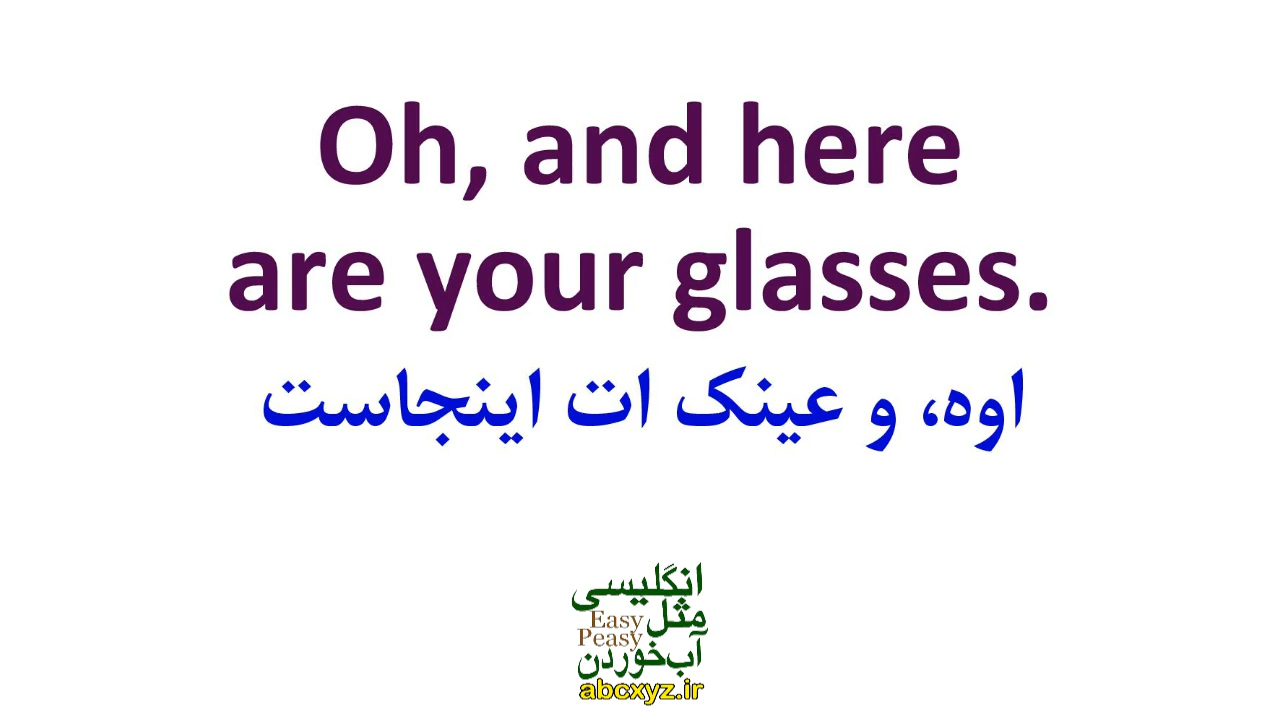 Oh, and here
are your glasses.
اوه، و عینک ات اینجاست
انگلیسی
مثل
Easy
Peasy
آب‌خوردن
abcxyz.ir